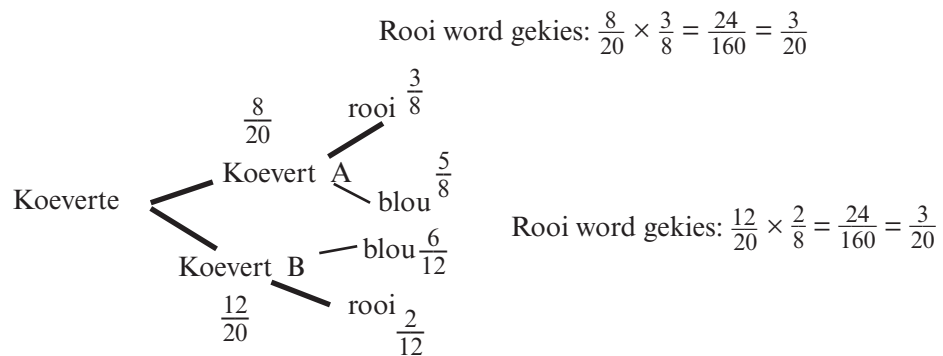 Rooi word gekies: 8/20 × 3/8 = 24/160 = 3/20
rooi 3/8
8/20
Koevert A
5/8
blou
Koeverte
Rooi word gekies: 12/20 × 2/8 = 24/160 = 3/20
blou 6/12
Koevert B
rooi 2/12
12/20